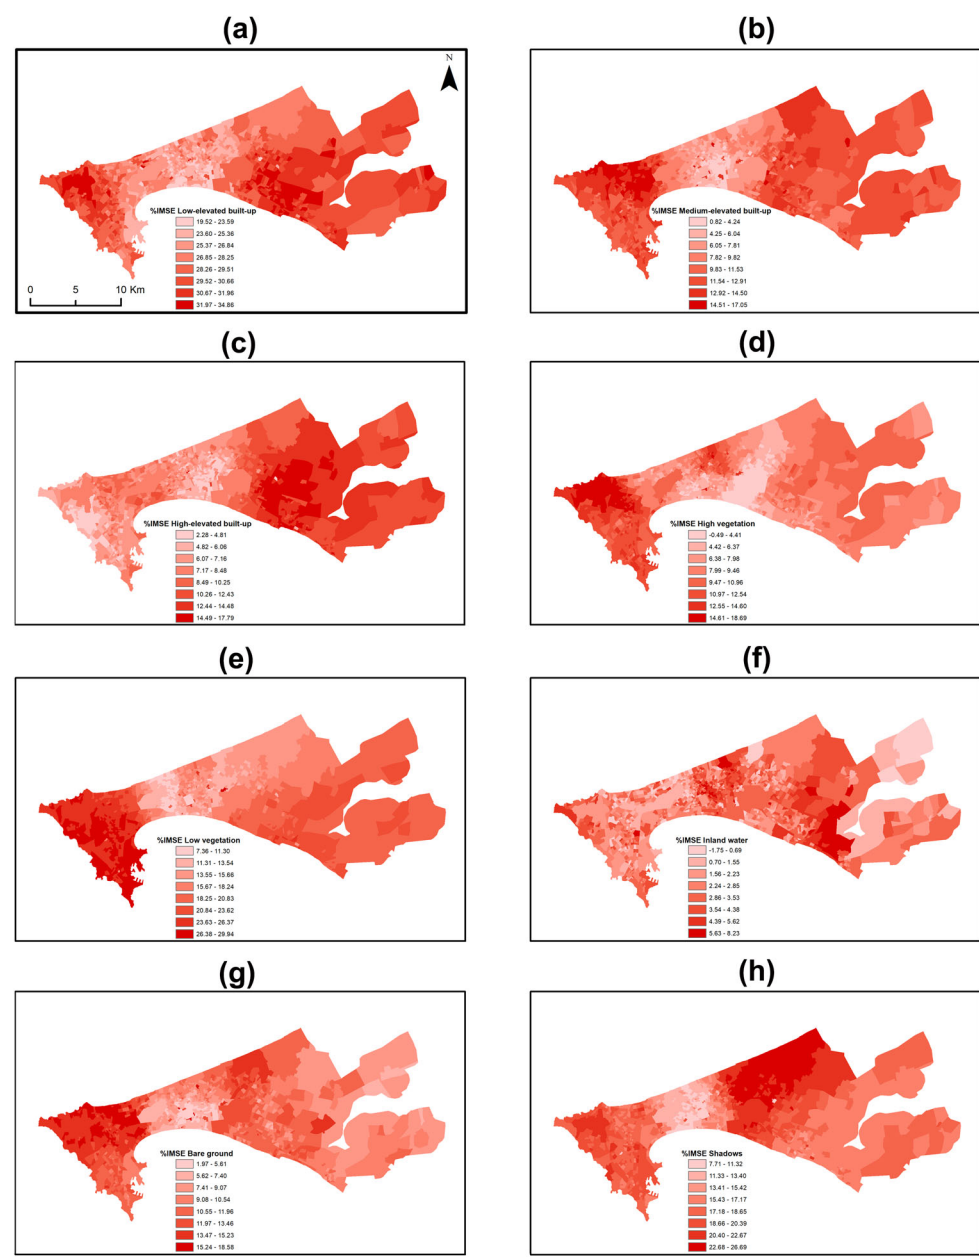 (a)
N
%IMSE Low-elevated built-up
19.52 - 23.59
23.60 - 25.36
25.37 - 26.84
26.85 - 28.25
28.26 - 29.51
29.52 - 30.66
30.67 - 31.96
31.97 - 34.86
0 5 10 Km
(b)
%IMSE Medium-elevated built-up
0.82 - 4.24
4.25 - 6.04
6.05 - 7.81
7.82 - 9.82
9.83 - 11.53
11.54 - 12.91
12.92 - 14.50
14.51 - 17.05
(c)
%IMSE High-elevated built-up
2.28 - 4.81
4.82 - 6.06
6.07 - 7.16
7.17 - 8.48
8.49 - 10.25
10.26 - 12.43
12.44 - 14.48
14.49 - 17.79
(d)
%IMSE High vegetation
-0.49 - 4.41
4.42 - 6.37
6.38 - 7.98
7.99 - 9.46
9.47 - 10.96
10.97 - 12.54
12.55 - 14.60
14.61 - 18.69
(e)
%IMSE Low vegetation
7.36 - 11.30
11.31 - 13.54
13.55 - 15.66
15.67 - 18.24
18.25 - 20.83
20.84 - 23.62
23.63 - 26.37
26.38 - 29.94
(f)
%IMSE Inland water
-1.75 - 0.69
0.70 - 1.55
1.56 - 2.23
2.24 - 2.85
2.86 - 3.53
3.54 - 4.38
4.39 - 5.62
5.63 - 8.23
(g)
%IMSE Bare ground
1.97 - 5.61
5.62 - 7.40
7.41 - 9.07
9.08 - 10.54
10.55 - 11.96
11.97 - 13.46
13.47 - 15.23
15.24 - 18.58
(h)
%IMSE Shadows
7.71 - 11.32
11.33 - 13.40
13.41 - 15.42
15.43 - 17.17
17.18 - 18.65
18.66 - 20.39
20.40 - 22.67
22.68 - 26.69